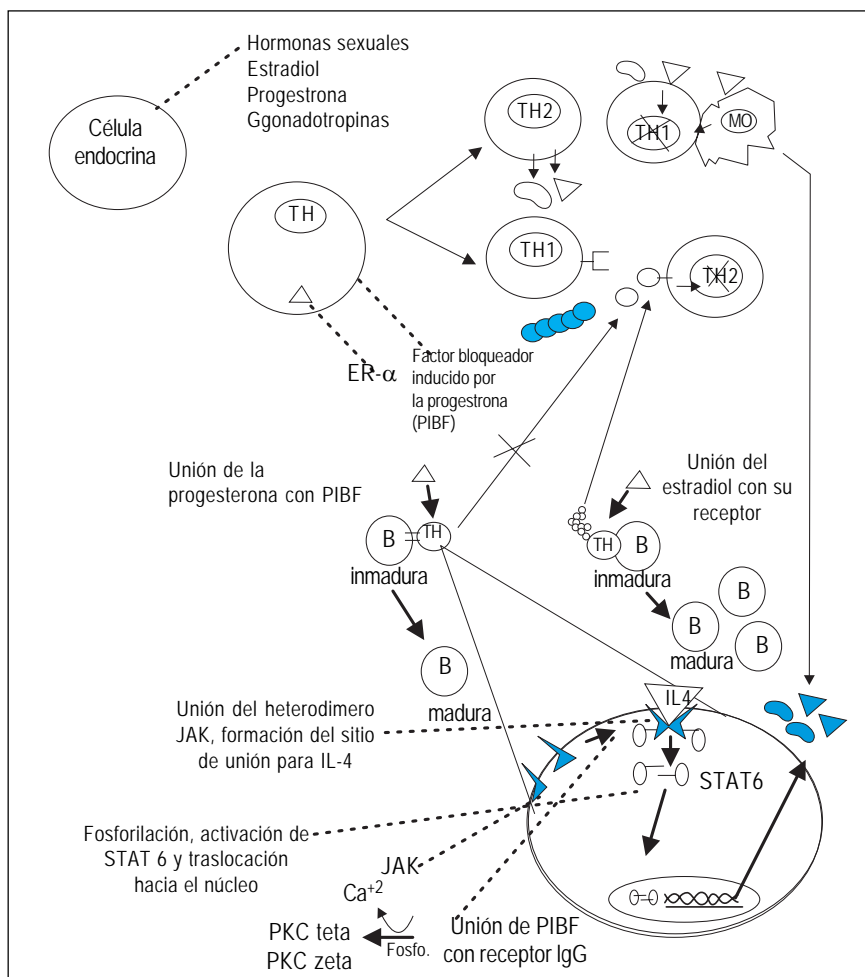 Hormonas sexuales
Estradiol
Progestrona
Ggonadotropinas
Célula
endocrina
TH2
TH1
MO
TH
TH1
TH2
ER-α
Factor bloqueador
inducido por
la progestrona
(PIBF)
Unión de la
progesterona con PIBF
Unión del
estradiol con su
receptor
B
TH
inmadura
TH
B
inmadura
B
madura
B
madura
B
B
Unión del heterodimero
JAK, formación del sitio
de unión para IL-4
IL4
STAT6
Fosforilación, activación de
STAT 6 y traslocación
hacia el núcleo
JAK
Ca+2
PKC teta
PKC zeta
Fosfo.
Unión de PIBF
con receptor IgG